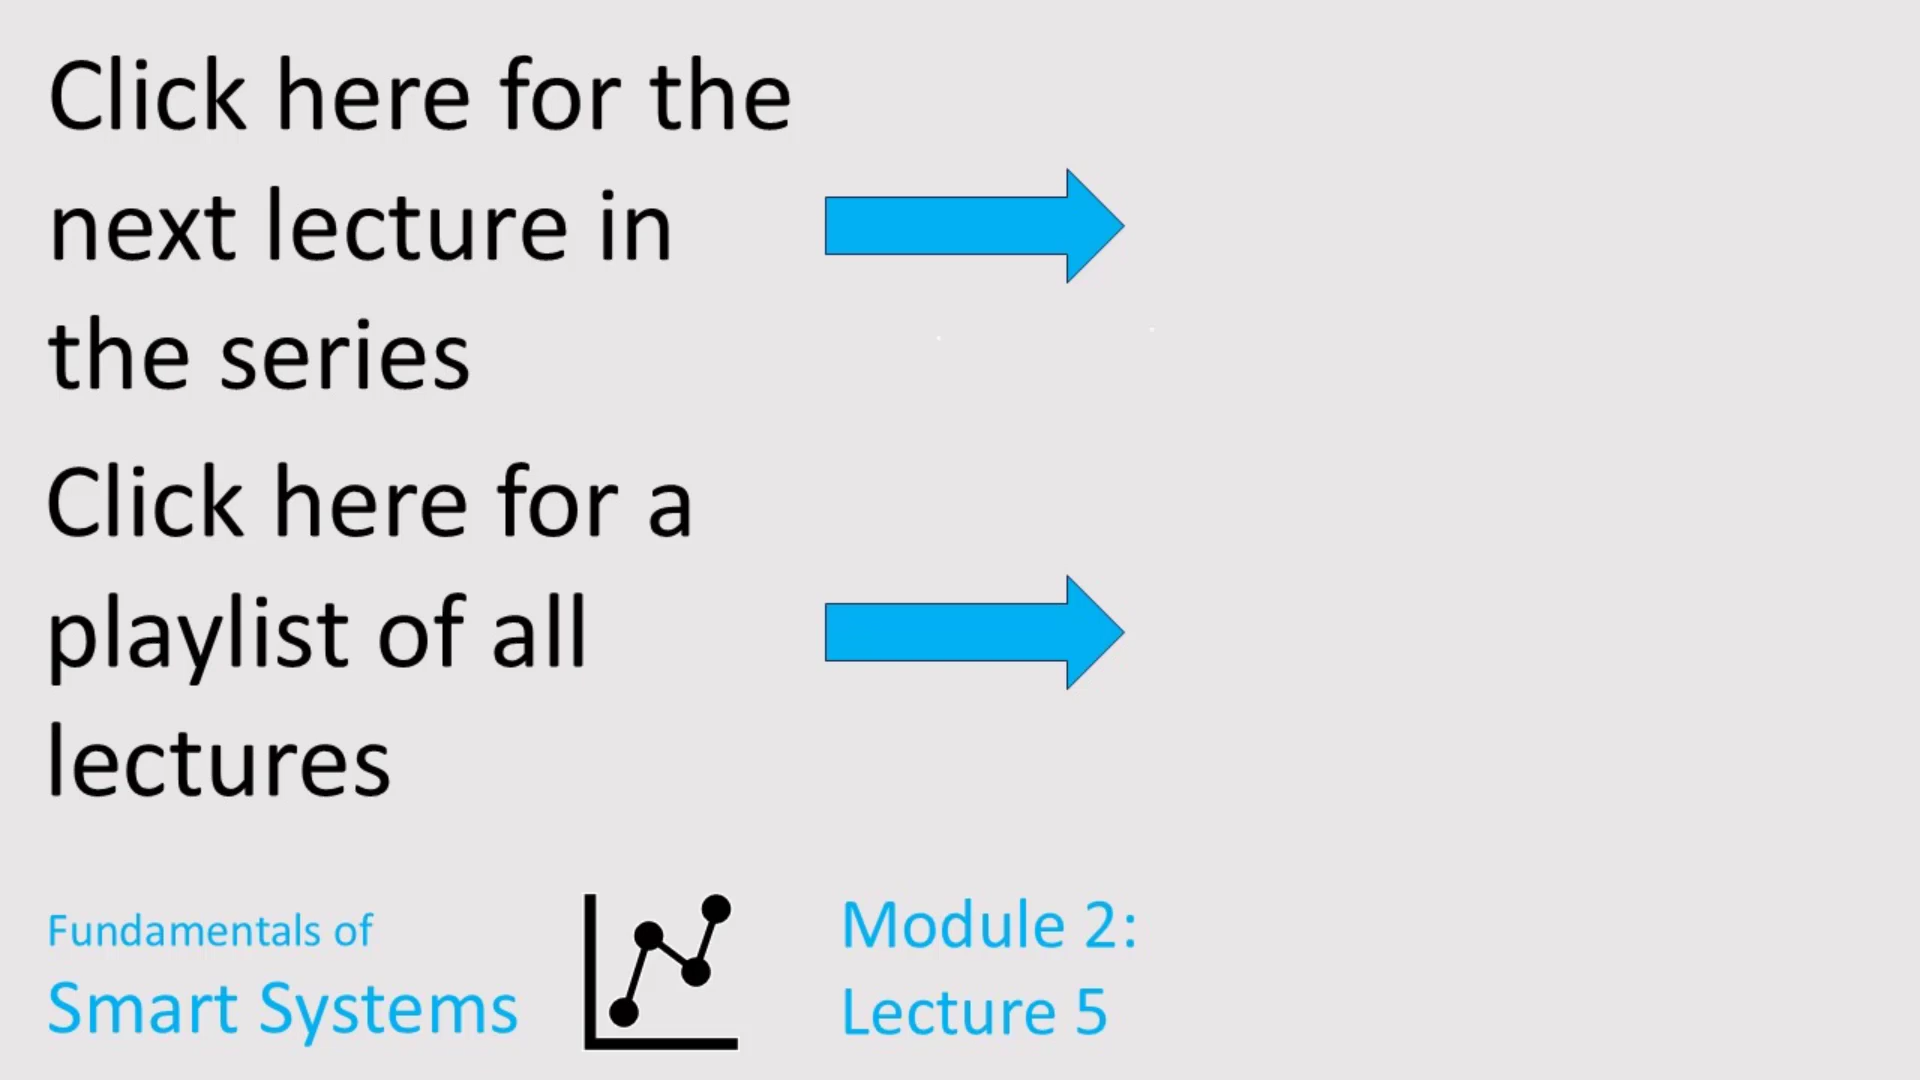 Click here for the
next lecture in
the series
Click here for a
playlist of all
lectures
Fundamentals of
Smart Systems
Module 2:
Lecture 5